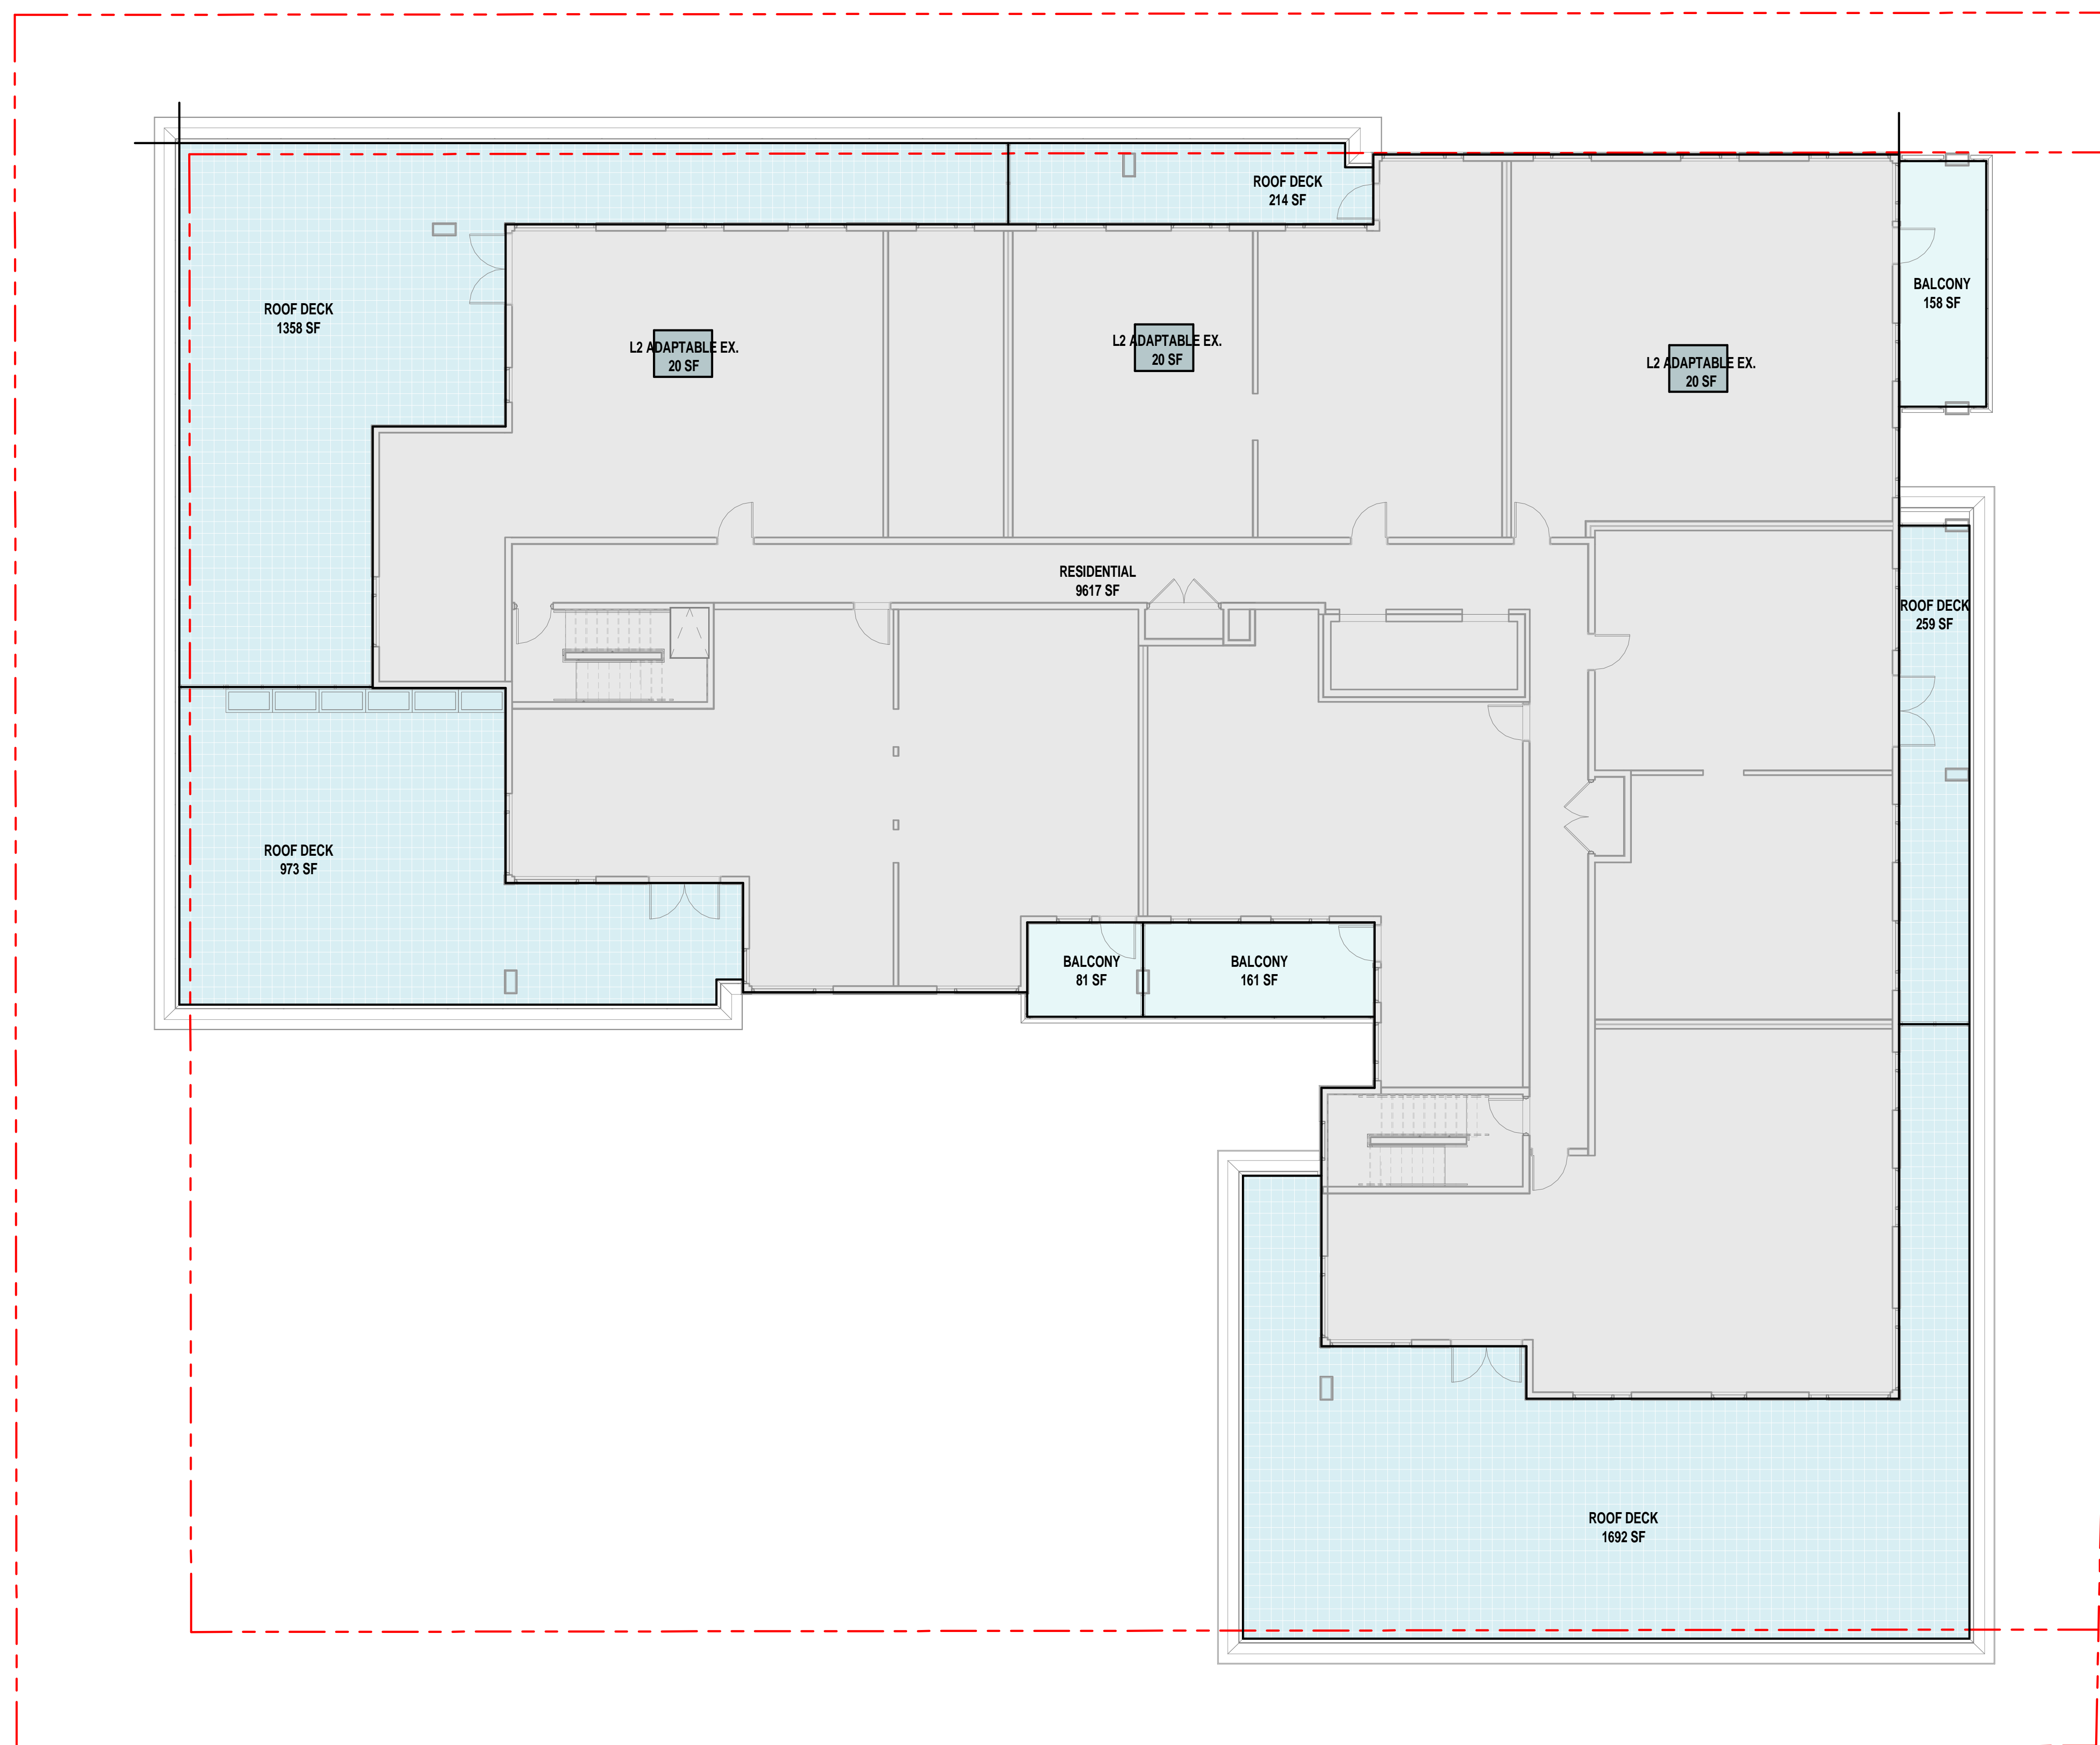 ROOF DECK
214 SF
BALCONY
158 SF
ROOF DECK
1358 SF
L2 ADAPTABLE EX.
20 SF
L2 ADAPTABLE EX.
20 SF
L2 ADAPTABLE EX.
20 SF
RESIDENTIAL
9617 SF
ROOF DECK
259 SF
ROOF DECK
973 SF
BALCONY
81 SF
BALCONY
161 SF
ROOF DECK
1692 SF